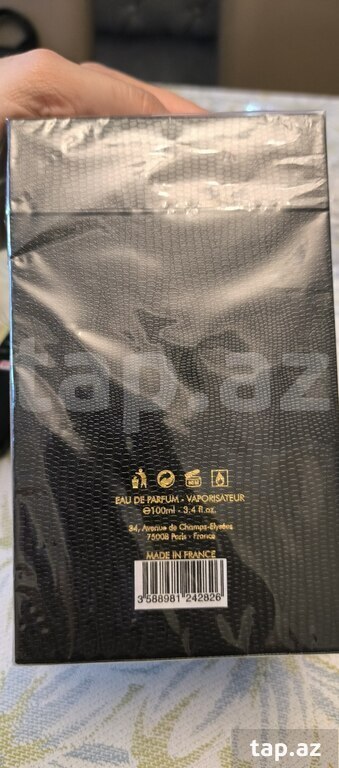 tap.az
EAU DE PARFUM - VAPORISATEUR
℮100ml - 3.4 fl.oz.
34, Avenue de Champs-Elysées
75008 Paris - France
MADE IN FRANCE
3 588981 242826
tap.az